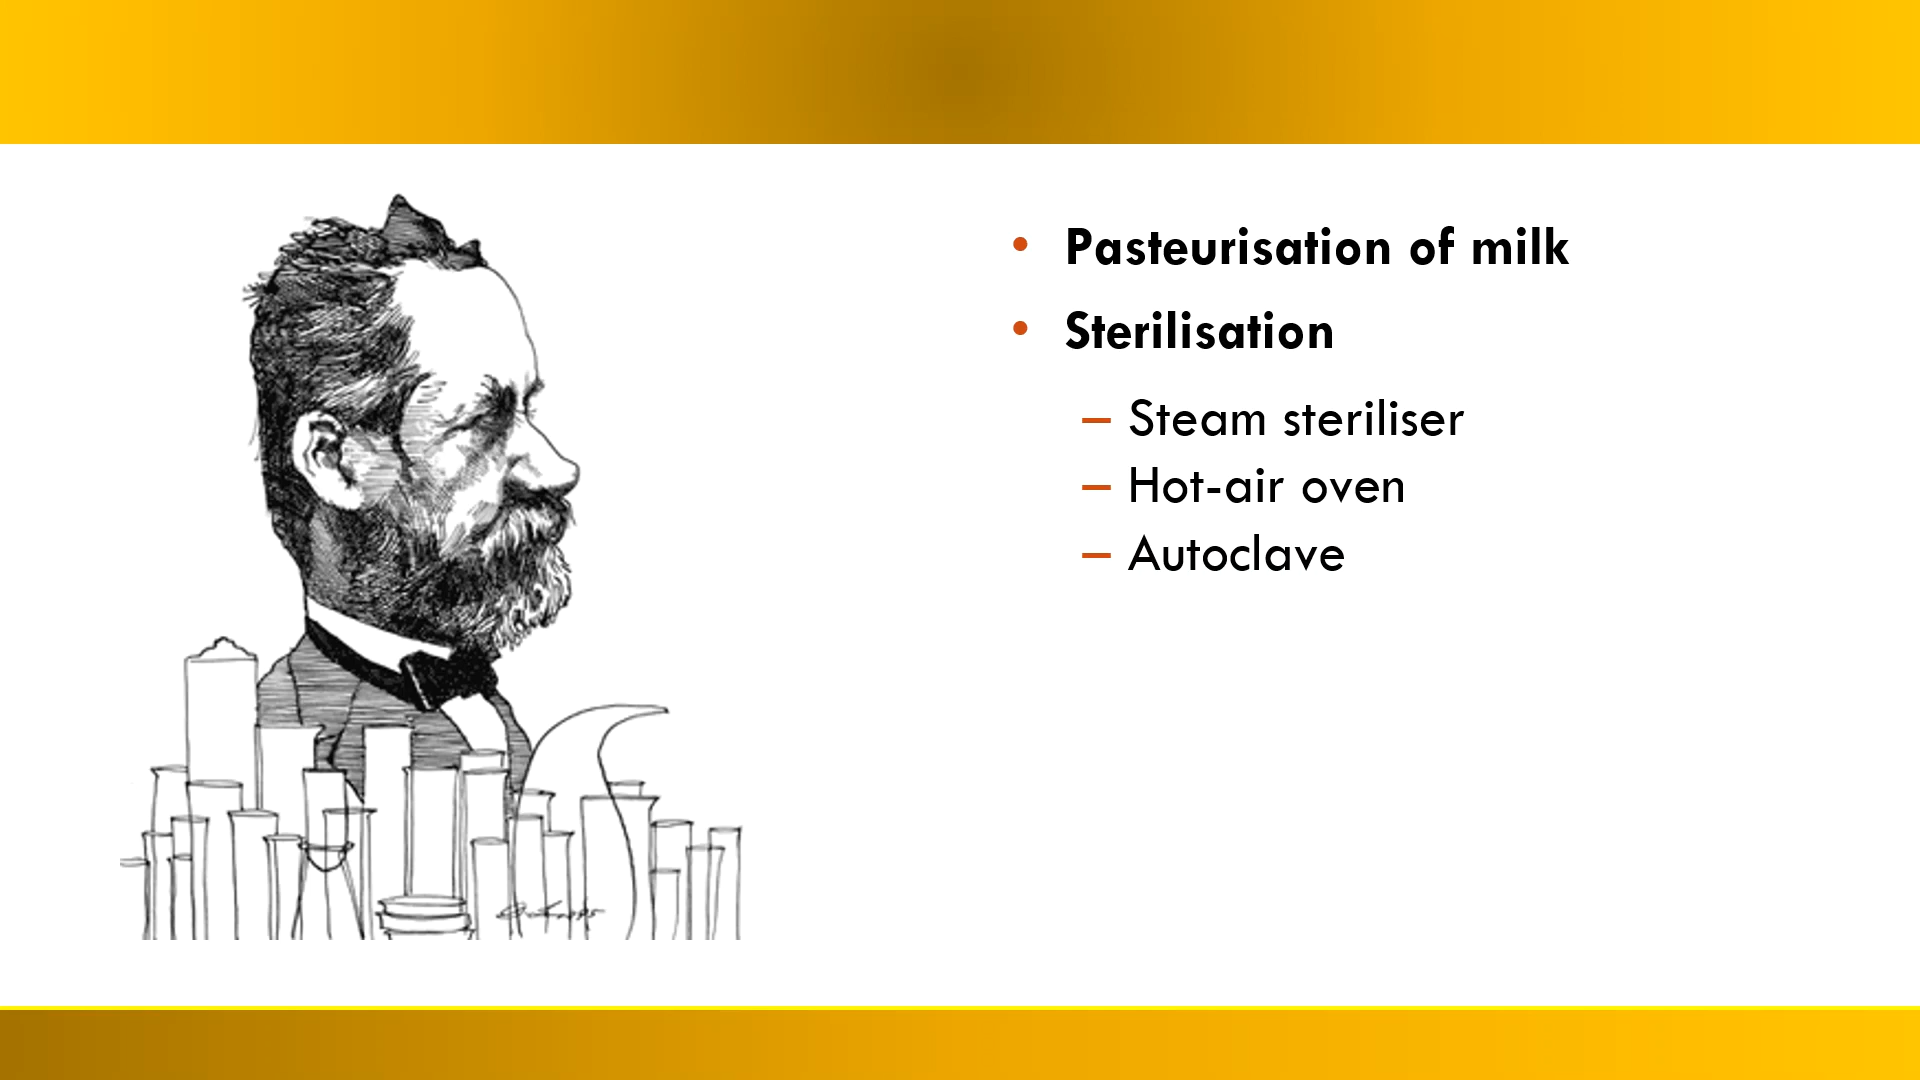 • Pasteurisation of milk
• Sterilisation
– Steam steriliser
– Hot-air oven
– Autoclave